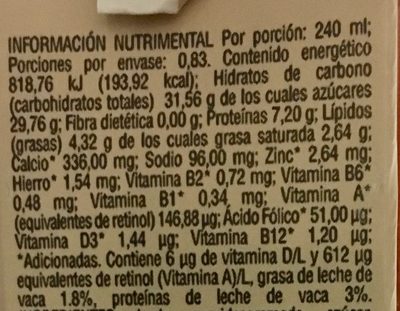 INFORMACIÓN NUTRIMENTAL Por porción: 240 ml;
Porciones por envase: 0,83. Contenido energético
818,76 kJ (193,92 kcal); Hidratos de carbono
(carbohidratos totales) 31,56 g de los cuales azúcares
29,76 g; Fibra dietética 0,00 g; Proteínas 7,20 g; Lípidos
(grasas) 4,32 g de los cuales grasa saturada 2,64 g;
Calcio* 336,00 mg; Sodio 96,00 mg; Zinc* 2,64 mg;
Hierro* 1,54 mg; Vitamina B2* 0,72 mg; Vitamina B6*
0,48 mg; Vitamina B1* 0,34 mg; Vitamina A*
(equivalentes de retinol) 146,88 µg; Ácido Fólico* 51,00 µg;
Vitamina D3* 1,44 µg; Vitamina B12* 1,20 µg;
*Adicionadas. Contiene 6 µg de vitamina D/L y 612 µg
equivalentes de retinol (Vitamina A)/L, grasa de leche de
vaca 1.8%, proteínas de leche de vaca 3%.